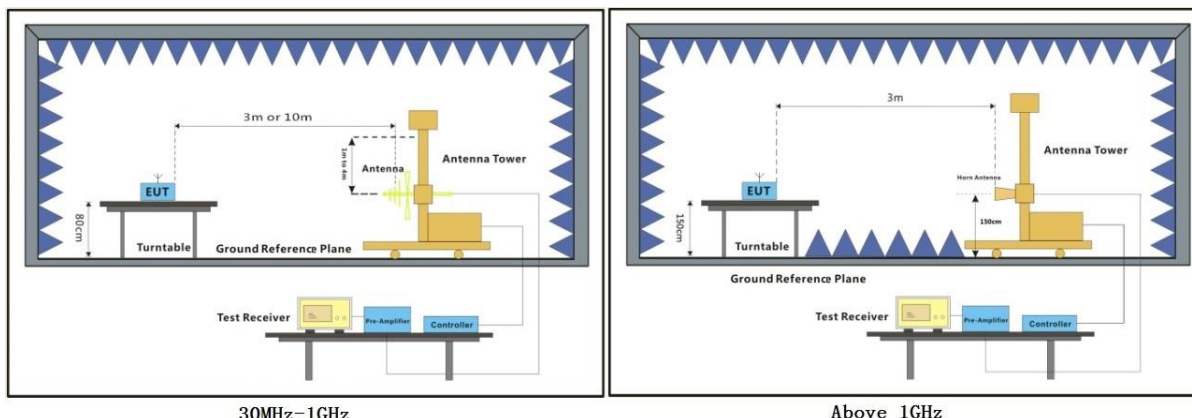 3m or 10m
1m to 4m
Antenna
Antenna Tower
EUT
80cm
Turntable
Ground Reference Plane
Test Receiver
Pre-Amplifier
Controller
30MHz-1GHz
3m
Antenna Tower
Horn Antenna
EUT
150cm
150cm
Turntable
Ground Reference Plane
Test Receiver
Pre-Amplifier
Controller
Above 1GHz